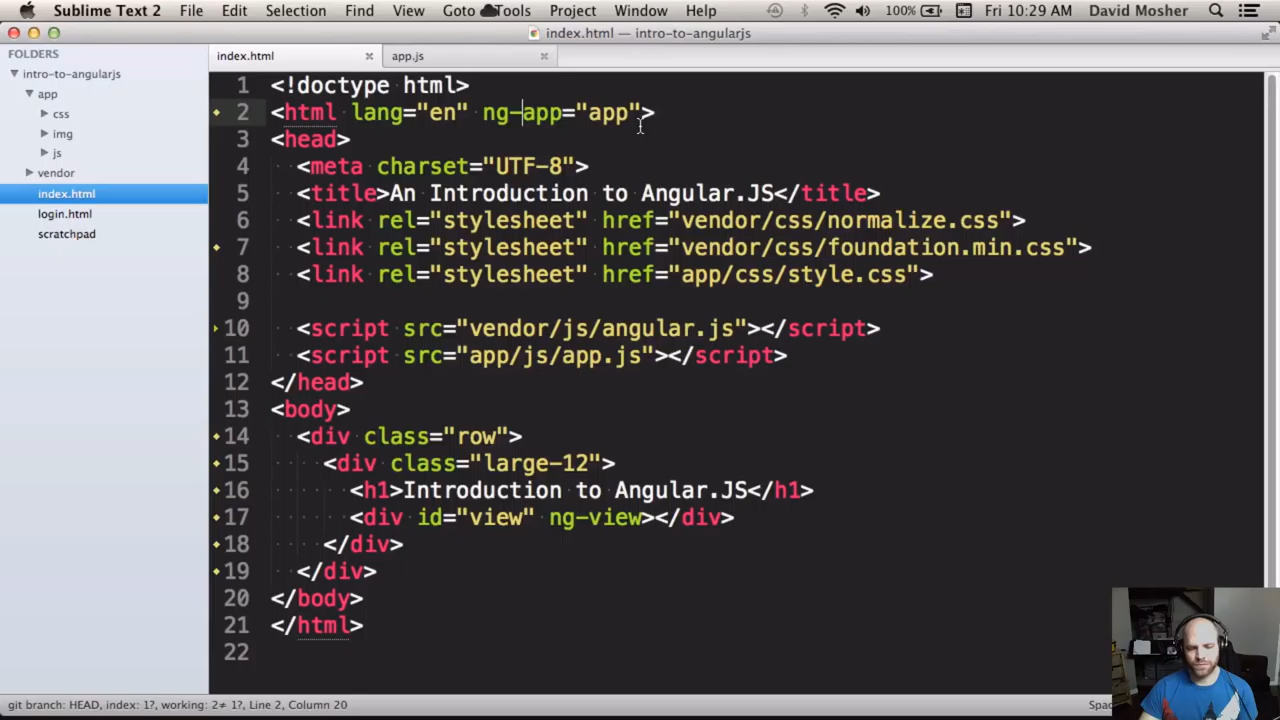 Sublime Text 2 File Edit Selection Find View Goto Tools Project Window Help 100% Fri 10:29 AM David Mosher
index.html — intro-to-angularjs
FOLDERS
intro-to-angularjs
app
css
img
js
vendor
index.html
login.html
scratchpad
index.html app.js
1 <!doctype html>
2 <html lang="en" ng-app="app">
3 <head>
4 <meta charset="UTF-8">
5 <title>An Introduction to Angular.JS</title>
6 <link rel="stylesheet" href="vendor/css/normalize.css">
7 <link rel="stylesheet" href="vendor/css/foundation.min.css">
8 <link rel="stylesheet" href="app/css/style.css">
9
10 <script src="vendor/js/angular.js"></script>
11 <script src="app/js/app.js"></script>
12 </head>
13 <body>
14 <div class="row">
15 <div class="large-12">
16 <h1>Introduction to Angular.JS</h1>
17 <div id="view" ng-view></div>
18 </div>
19 </div>
20 </body>
21 </html>
22
git branch: HEAD, index: 1?, working: 2≠ 1?, Line 2, Column 20